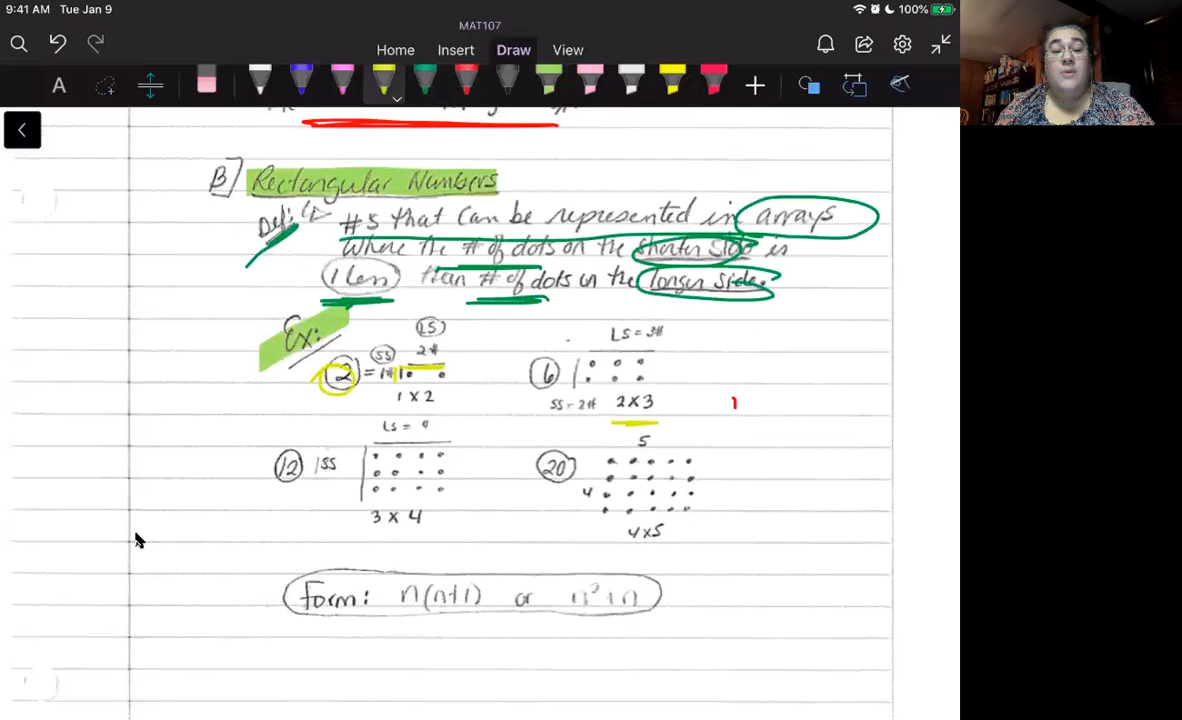 9:41 AM Tue Jan 9
100%
MAT107
Home Insert Draw View
A
B] Rectangular Numbers
Def: #s that can be represented in arrays
where the # of dots on the shorter side is
1 less than # of dots on the longer side.
Ex:
LS
SS 2#
2 = 1#
1 x 2
LS = 3#
6
SS = 2# 2 x 3
1
LS = 4
12 SS
3 x 4
5
20
4
4x5
Form: n(n+1) or n²+n